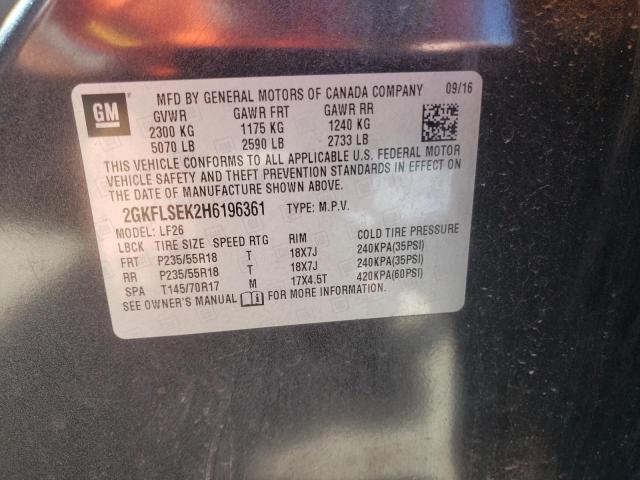 GM
MFD BY GENERAL MOTORS OF CANADA COMPANY 09/16
GVWR GAWR FRT GAWR RR
2300 KG 1175 KG 1240 KG
5070 LB 2590 LB 2733 LB
THIS VEHICLE CONFORMS TO ALL APPLICABLE U.S. FEDERAL MOTOR
VEHICLE SAFETY AND THEFT PREVENTION STANDARDS IN EFFECT ON
THE DATE OF MANUFACTURE SHOWN ABOVE.
2GKFLSEK2H6196361 TYPE: M.P.V.
MODEL: LF26
LBCK TIRE SIZE SPEED RTG RIM COLD TIRE PRESSURE
FRT P235/55R18 T 18X7J 240KPA(35PSI)
RR P235/55R18 T 18X7J 240KPA(35PSI)
SPA T145/70R17 M 17X4.5T 420KPA(60PSI)
SEE OWNER'S MANUAL FOR MORE INFORMATION.